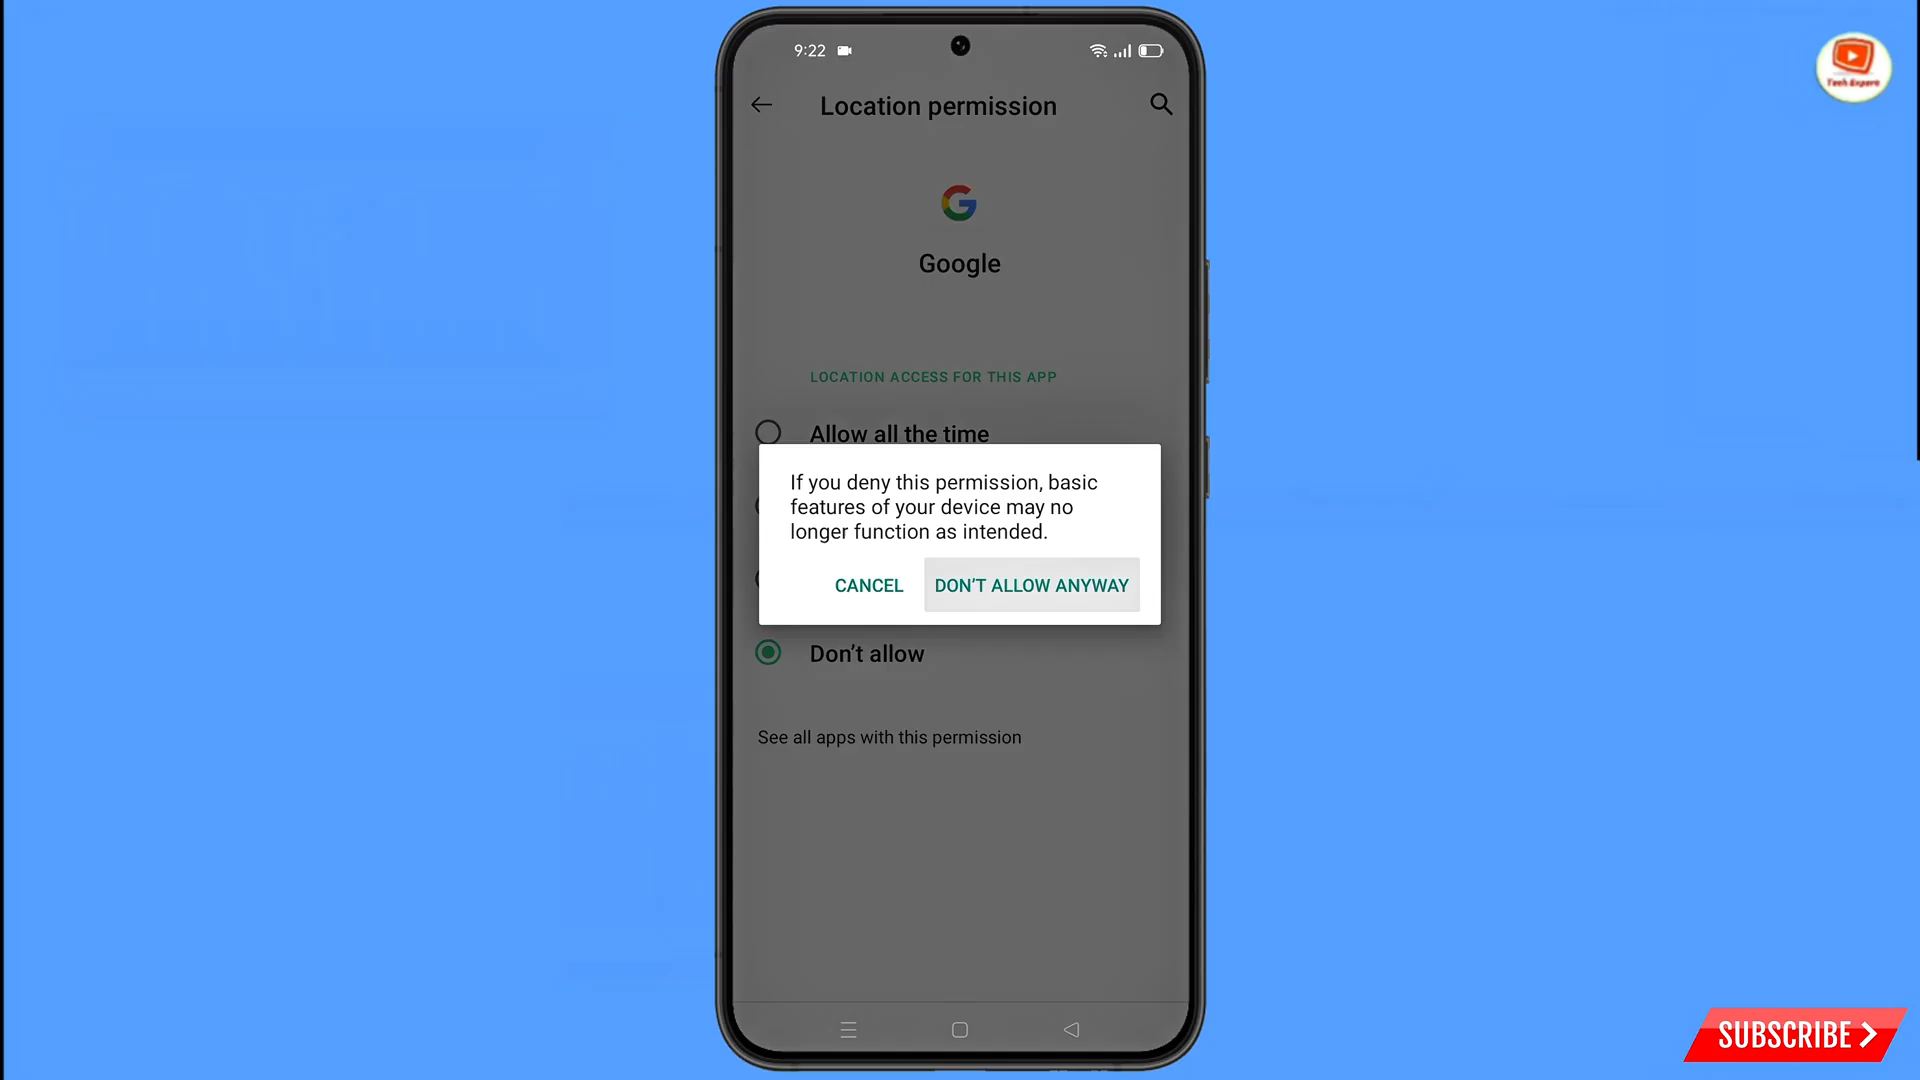 9:22
Location permission
Google
LOCATION ACCESS FOR THIS APP
Allow all the time
If you deny this permission, basic
features of your device may no
longer function as intended.
CANCEL
DON'T ALLOW ANYWAY
Don't allow
See all apps with this permission
Tech Expere
SUBSCRIBE